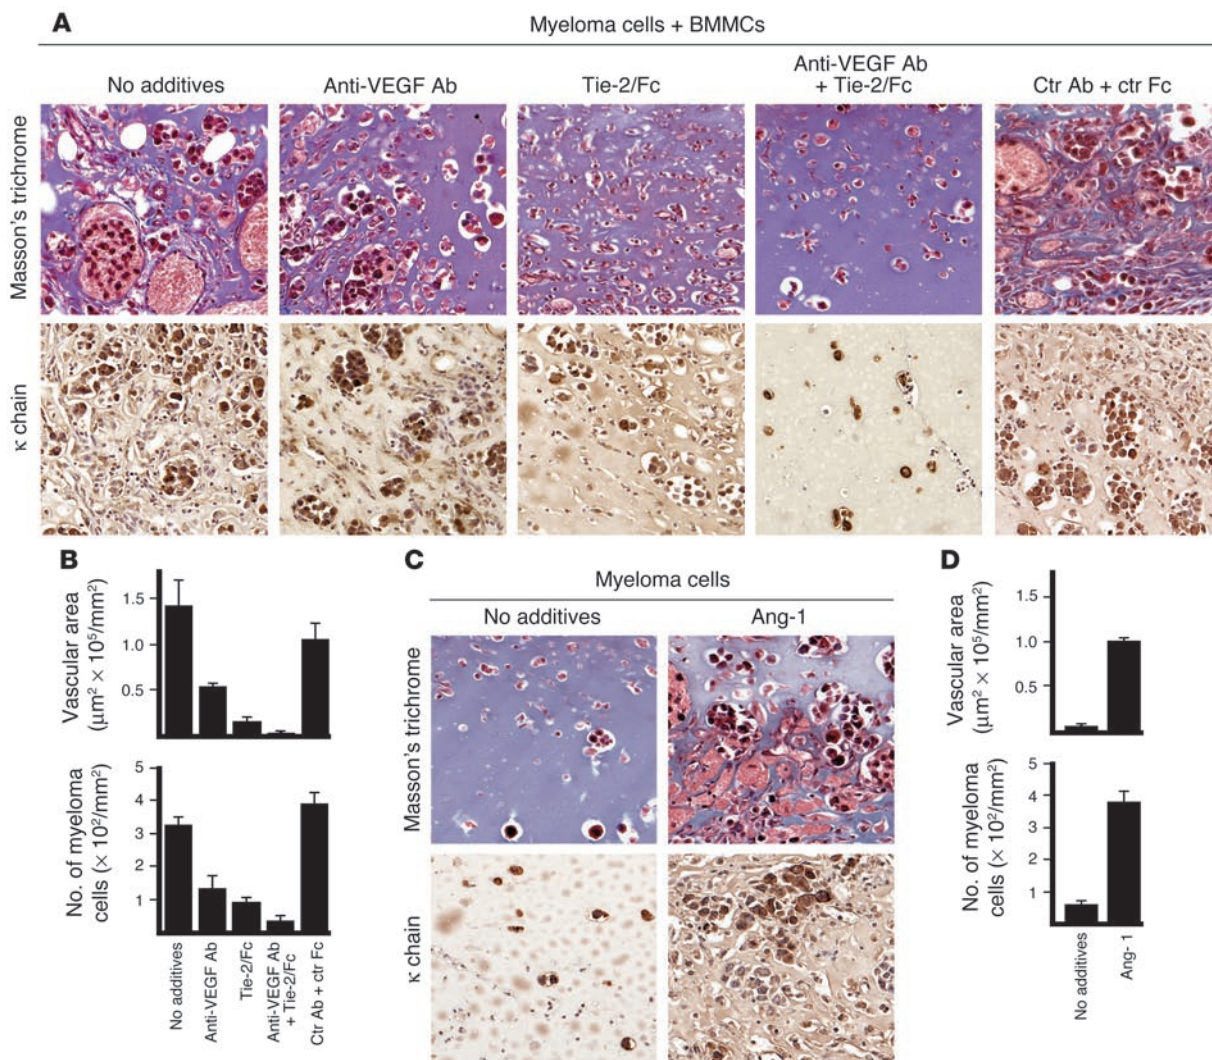 A
Myeloma cells + BMMCs
No additives
Anti-VEGF Ab
Tie-2/Fc
Anti-VEGF Ab
+ Tie-2/Fc
Ctr Ab + ctr Fc
Masson's trichrome
κ chain
B
Vascular area
(µm² × 10⁵/mm²)
1.5
1.0
0.5
No. of myeloma
cells (× 10²/mm²)
5
4
3
2
1
No additives
Anti-VEGF Ab
Tie-2/Fc
Anti-VEGF Ab
+ Tie-2/Fc
Ctr Ab + ctr Fc
C
Myeloma cells
No additives
Ang-1
Masson's trichrome
κ chain
D
Vascular area
(µm² × 10⁵/mm²)
1.5
1.0
0.5
No. of myeloma
cells (× 10²/mm²)
5
4
3
2
1
No additives
Ang- 1